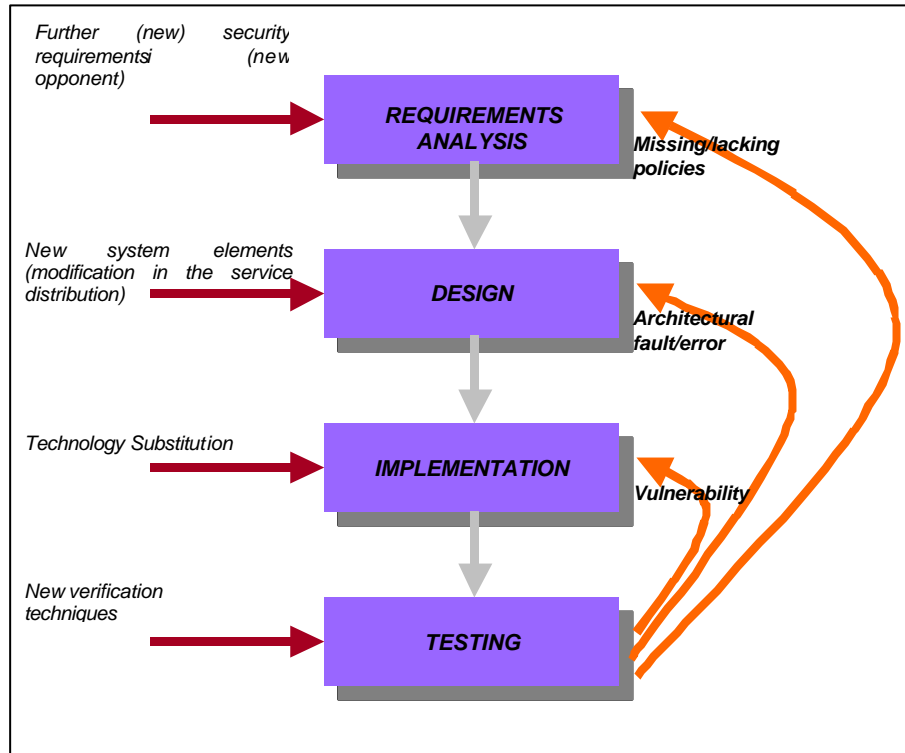 Further (new) security
requirementsi (new
opponent)
REQUIREMENTS
ANALYSIS
Missing/lacking
policies
New system elements
(modification in the service
distribution)
DESIGN
Architectural
fault/error
Technology Substitution
IMPLEMENTATION
Vulnerability
New verification
techniques
TESTING